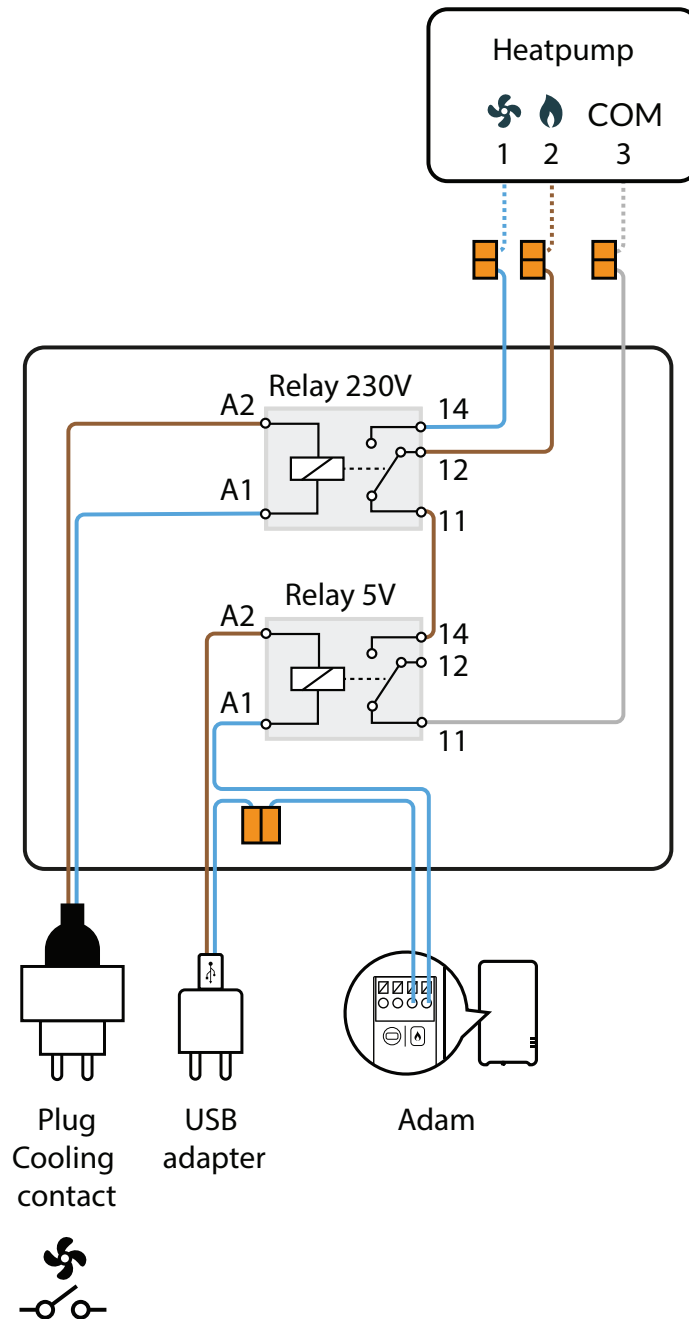 Heatpump
COM
1 2 3
Relay 230V
A2
14
12
A1
11
Relay 5V
A2
14
12
A1
11
Plug
Cooling
contact
USB
adapter
Adam